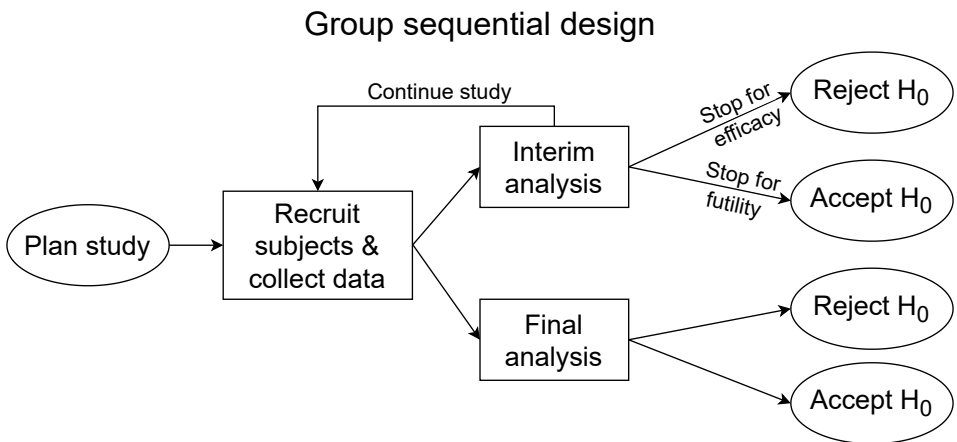 Group sequential design
Continue study
Stop for
efficacy
Reject H0
Interim
analysis
Stop for
futility
Accept H0
Plan study
Recruit
subjects &
collect data
Final
analysis
Reject H0
Accept H0